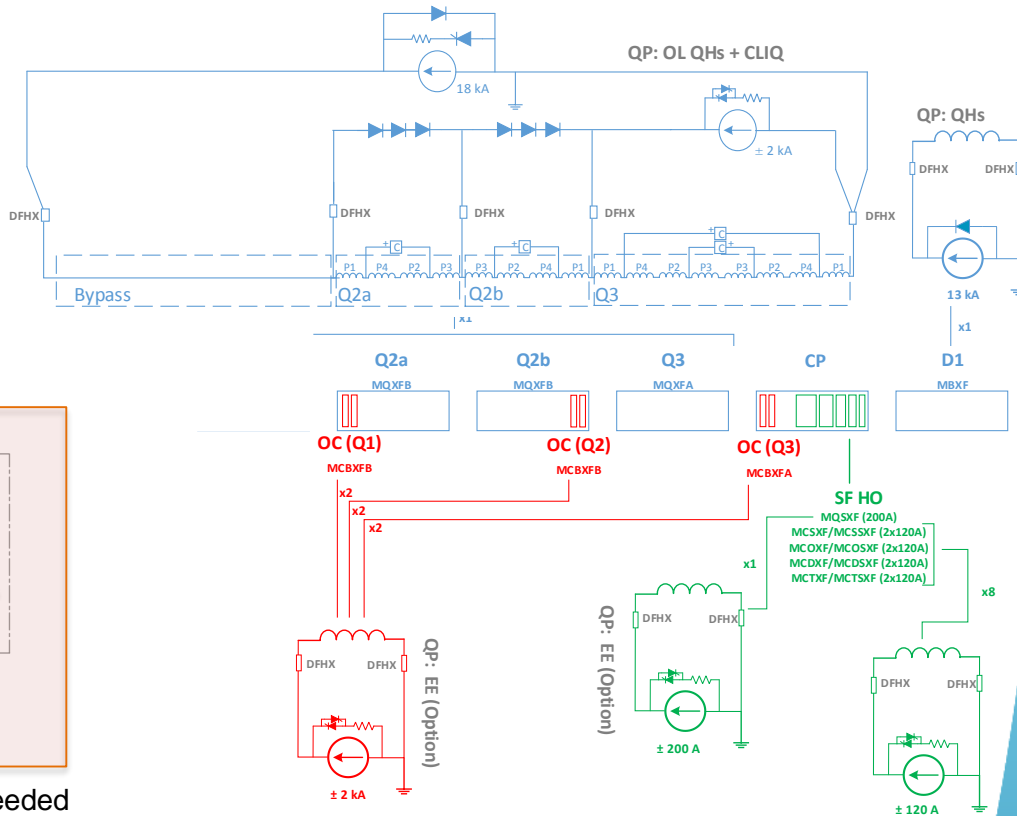 QP: OL QHs + CLIQ
18 kA
± 2 kA
QP: QHs
DFHX
DFHX
DFHX
DFHX
DFHX
DFHX
DFHX
13 kA
x1
+ C
+ C
+ C
C +
P1 P4 P2 P3
P3 P2 P4 P1
P1 P4 P2 P3 P3 P2 P4 P1
Bypass
Q2a
Q2b
Q3
x1
Q2a
Q2b
Q3
CP
D1
MQXFB
MQXFB
MQXFA
MBXF
OC (Q1)
OC (Q2)
OC (Q3)
MCBXFB
MCBXFB
MCBXFA
x2
x2
x2
SF HO
MQSXF (200A)
MCSXF/MCSSXF (2x120A)
MCOXF/MCOSXF (2x120A)
MCDXF/MCDSXF (2x120A)
MCTXF/MCTSXF (2x120A)
x1
x8
DFHX
DFHX
QP: EE (Option)
± 2 kA
QP: EE (Option)
DFHX
DFHX
± 200 A
DFHX
DFHX
± 120 A
eeded